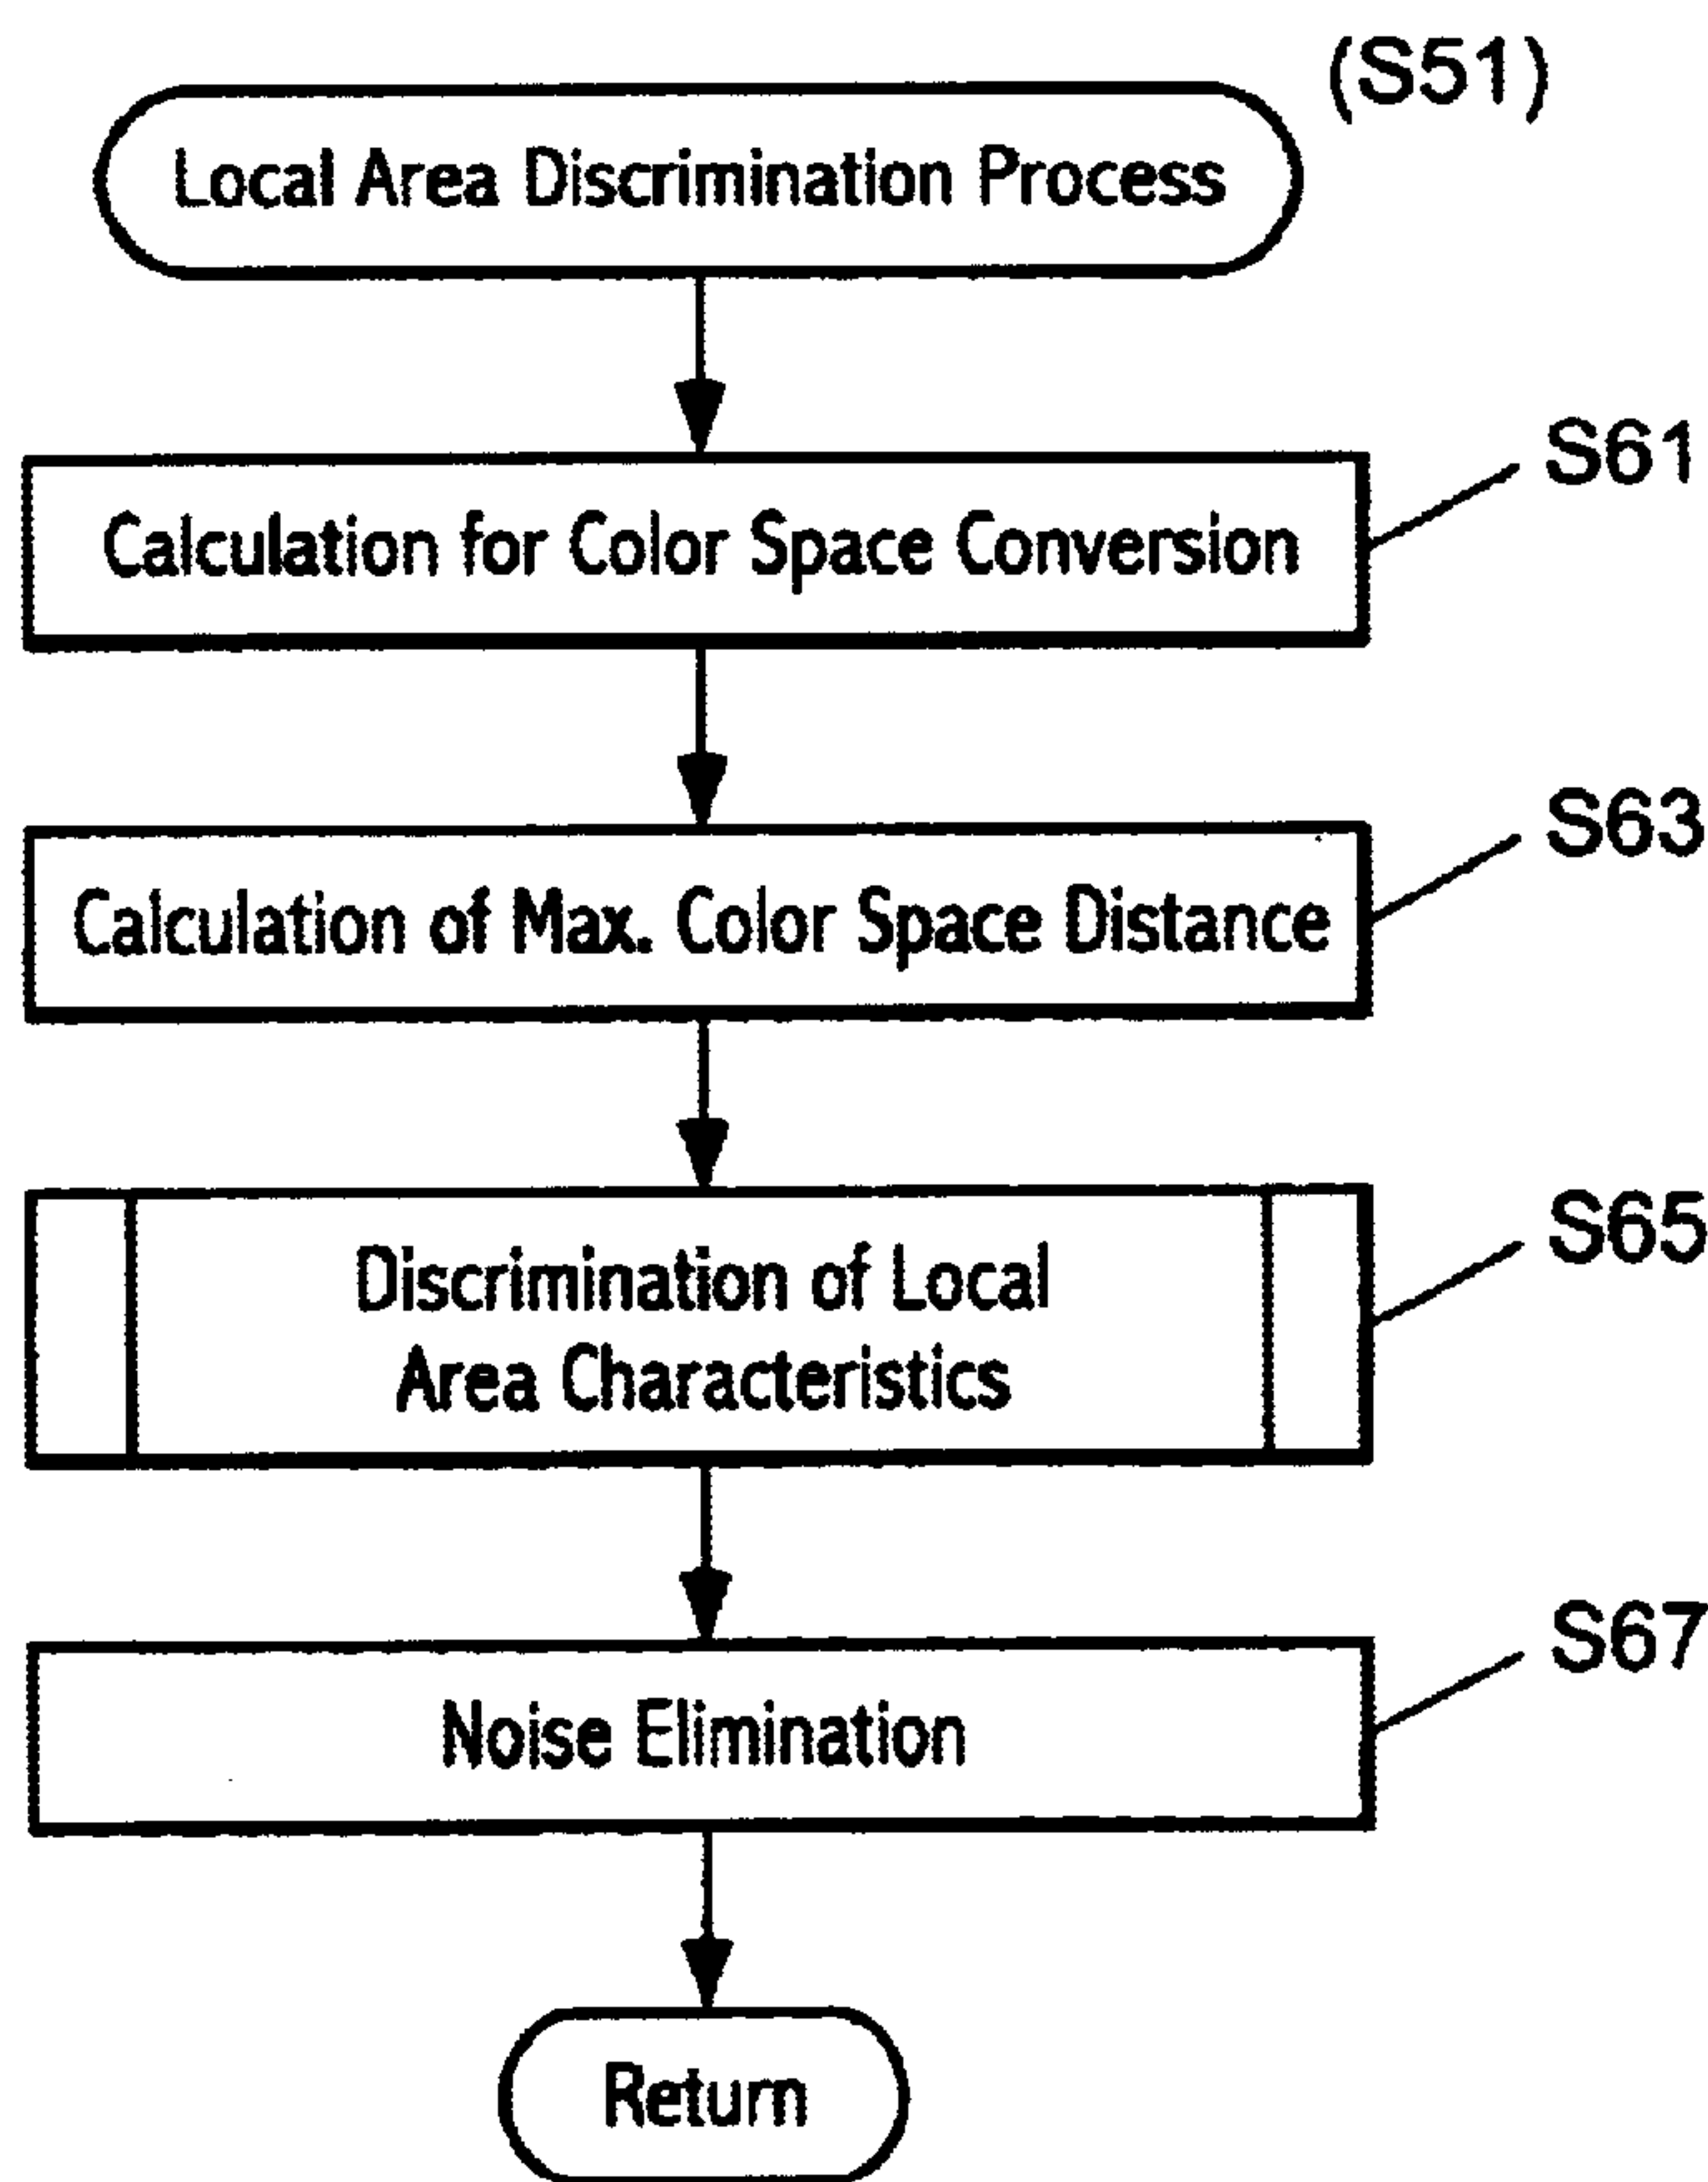 (S51)
Local Area Discrimination Process
S61
Calculation for Color Space Conversion
S63
Calculation of Max. Color Space Distance
S65
Discrimination of Local
Area Characteristics
S67
Noise Elimination
Return